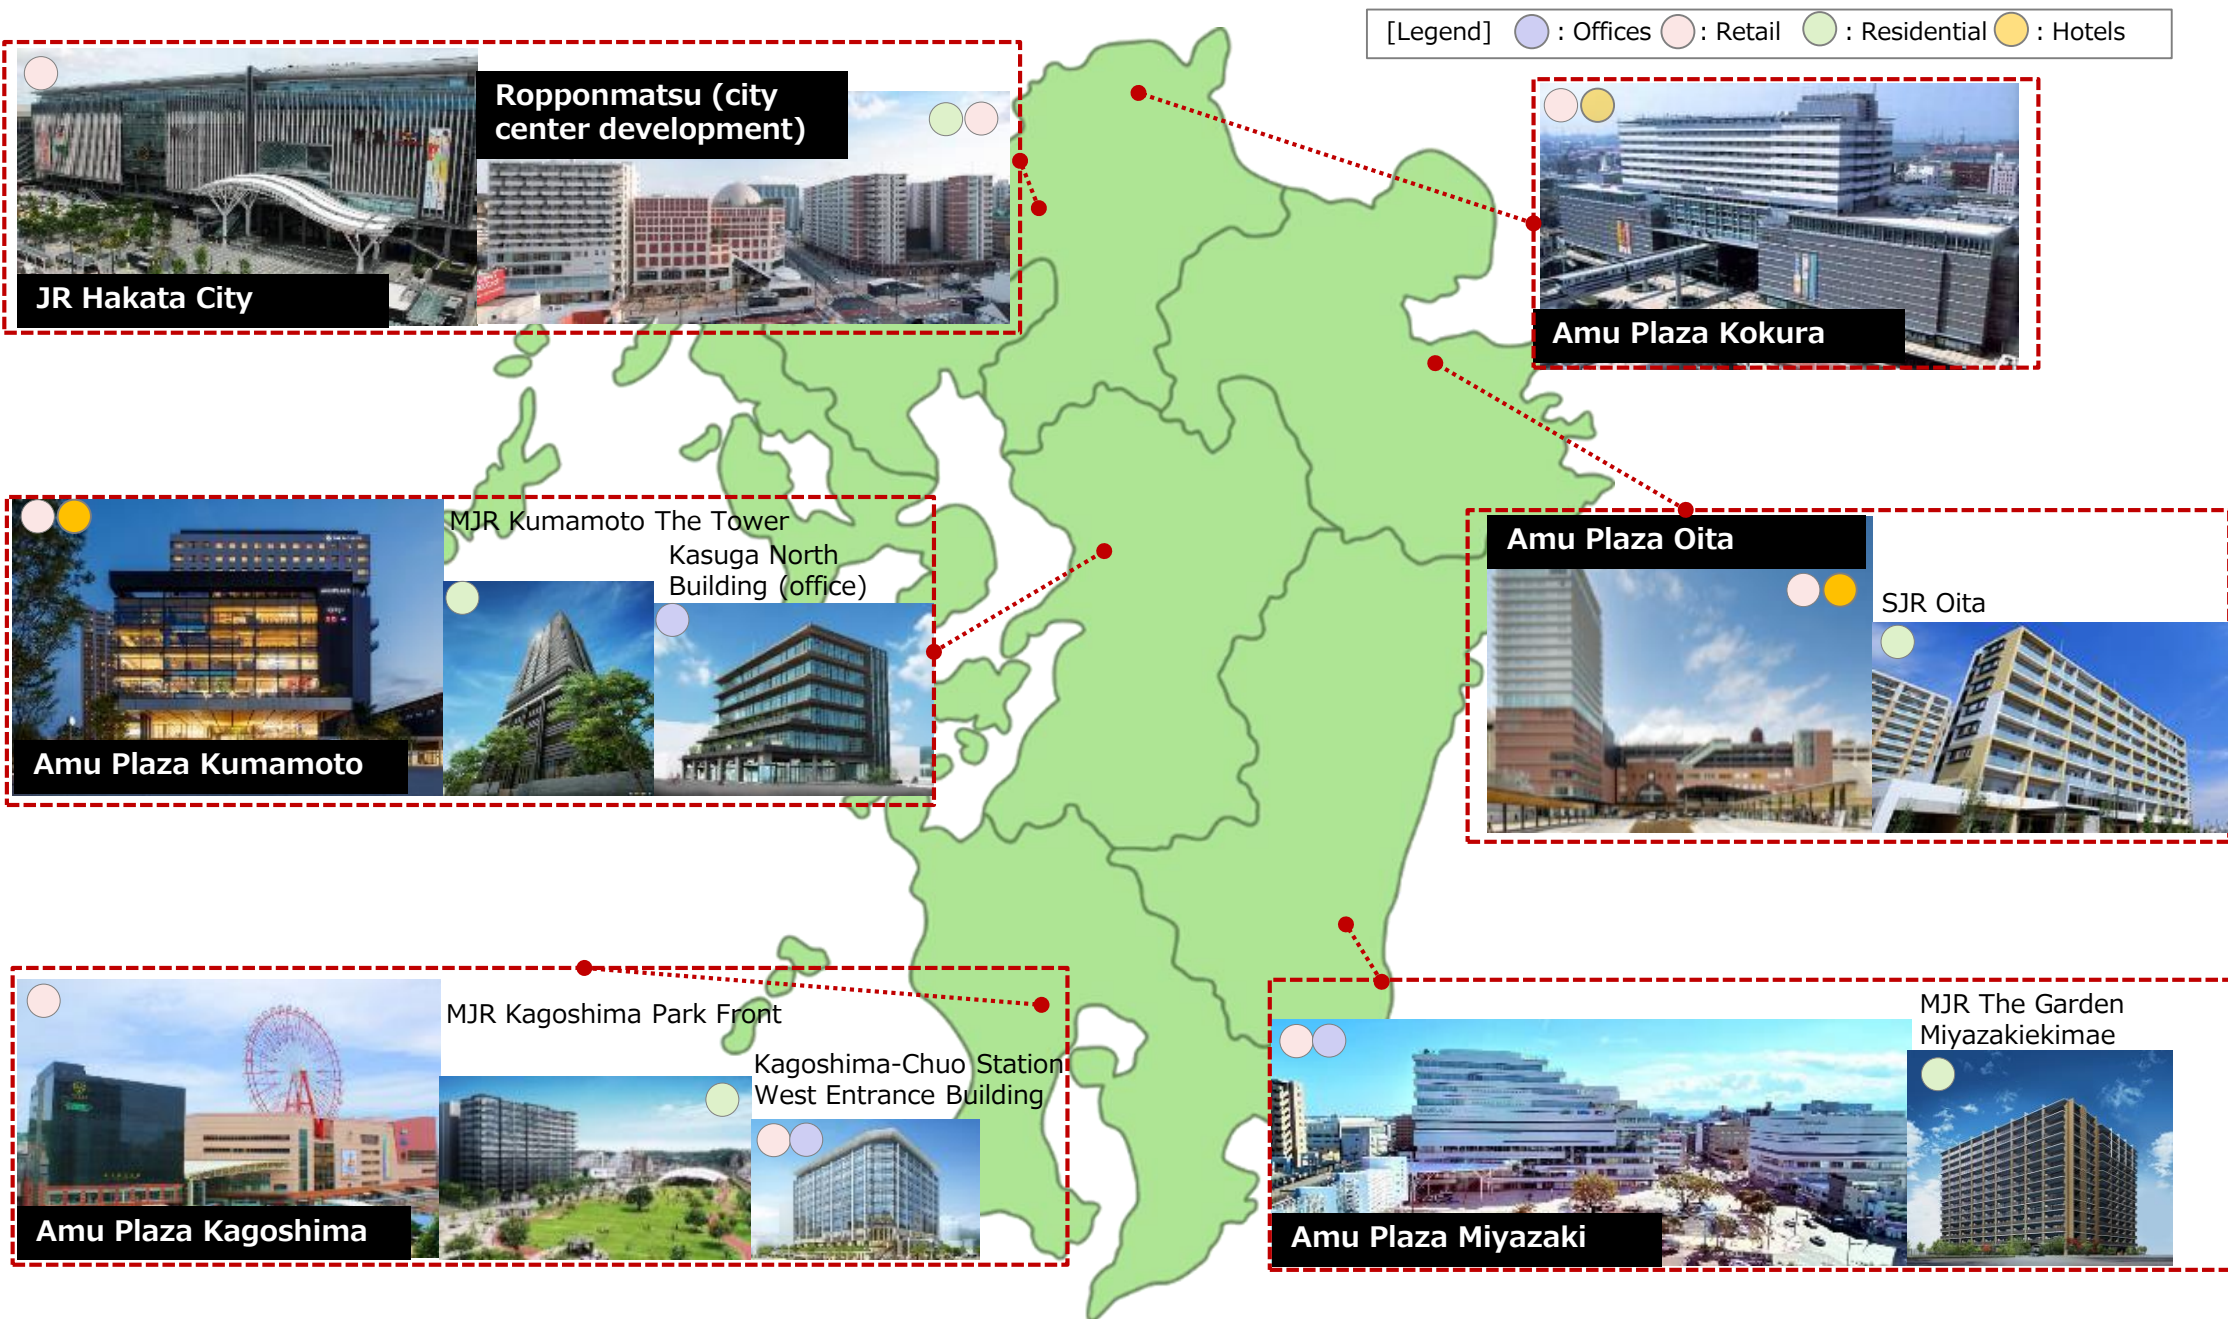 [Legend] : Offices : Retail : Residential : Hotels
Ropponmatsu (city
center development)
JR Hakata City
Amu Plaza Kokura
MJR Kumamoto The Tower
Kasuga North
Building (office)
Amu Plaza Kumamoto
Amu Plaza Oita
SJR Oita
MJR Kagoshima Park Front
Kagoshima-Chuo Station
West Entrance Building
Amu Plaza Kagoshima
MJR The Garden
Miyazakiekimae
Amu Plaza Miyazaki